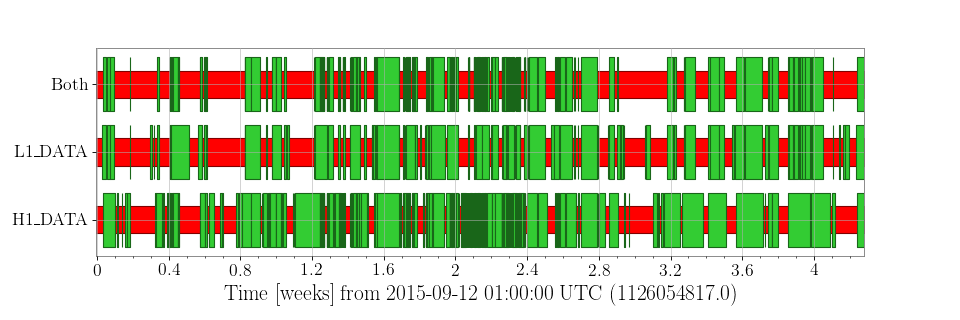 Both
L1_DATA
H1_DATA
0 0.4 0.8 1.2 1.6 2 2.4 2.8 3.2 3.6 4
Time [weeks] from 2015-09-12 01:00:00 UTC (1126054817.0)